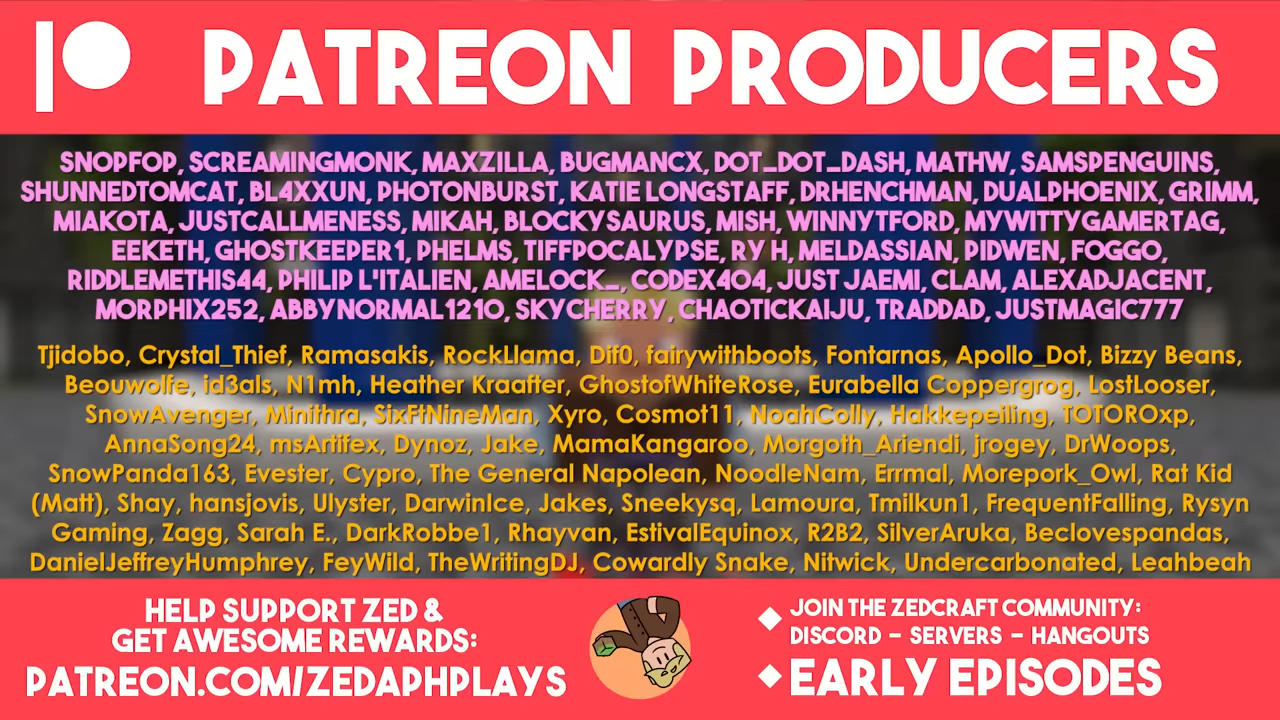 PATREON PRODUCERS
SNOPFOP, SCREAMINGMONK, MAXZILLA, BUGMANCX, DOT_DOT_DASH, MATHW, SAMSPENGUINS,
SHUNNEDTOMCAT, BL4XXUN, PHOTONBURST, KATIE LONGSTAFF, DRHENCHMAN, DUALPHOENIX, GRIMM,
MIAKOTA, JUSTCALLMENESS, MIKAH, BLOCKYSAURUS, MISH, WINNYTFORD, MYWITTYGAMERTAG,
EEKETH, GHOSTKEEPER1, PHELMS, TIFFPOCALYPSE, RY H, MELDASSIAN, PIDWEN, FOGGO,
RIDDLEMETHIS44, PHILIP L'ITALIEN, AMELOCK_, CODEX404, JUST JAEMI, CLAM, ALEXADJACENT,
MORPHIX252, ABBYNORMAL1210, SKYCHERRY, CHAOTICKAIJU, TRADDAD, JUSTMAGIC777
Tjidobo, Crystal_Thief, Ramasakis, RockLlama, Dif0, fairywithboots, Fontarnas, Apollo_Dot, Bizzy Beans,
Beouwolfe, id3als, N1mh, Heather Kraafter, GhostofWhiteRose, Eurabella Coppergrog, LostLooser,
SnowAvenger, Minithra, SixFtNineMan, Xyro, Cosmot11, NoahColly, Hakkepeiling, TOTOROxp,
AnnaSong24, msArtifex, Dynoz, Jake, MamaKangaroo, Morgoth_Ariendi, jrogey, DrWoops,
SnowPanda163, Evester, Cypro, The General Napolean, NoodleNam, Errmal, Morepork_Owl, Rat Kid
(Matt), Shay, hansjovis, Ulyster, DarwinIce, Jakes, Sneekysq, Lamoura, Tmilkun1, FrequentFalling, Rysyn
Gaming, Zagg, Sarah E., DarkRobbe1, Rhayvan, EstivalEquinox, R2B2, SilverAruka, Beclovespandas,
DanielJeffreyHumphrey, FeyWild, TheWritingDJ, Cowardly Snake, Nitwick, Undercarbonated, Leahbeah
HELP SUPPORT ZED &
GET AWESOME REWARDS:
PATREON.COM/ZEDAPHPLAYS
JOIN THE ZEDCRAFT COMMUNITY:
DISCORD - SERVERS - HANGOUTS
EARLY EPISODES